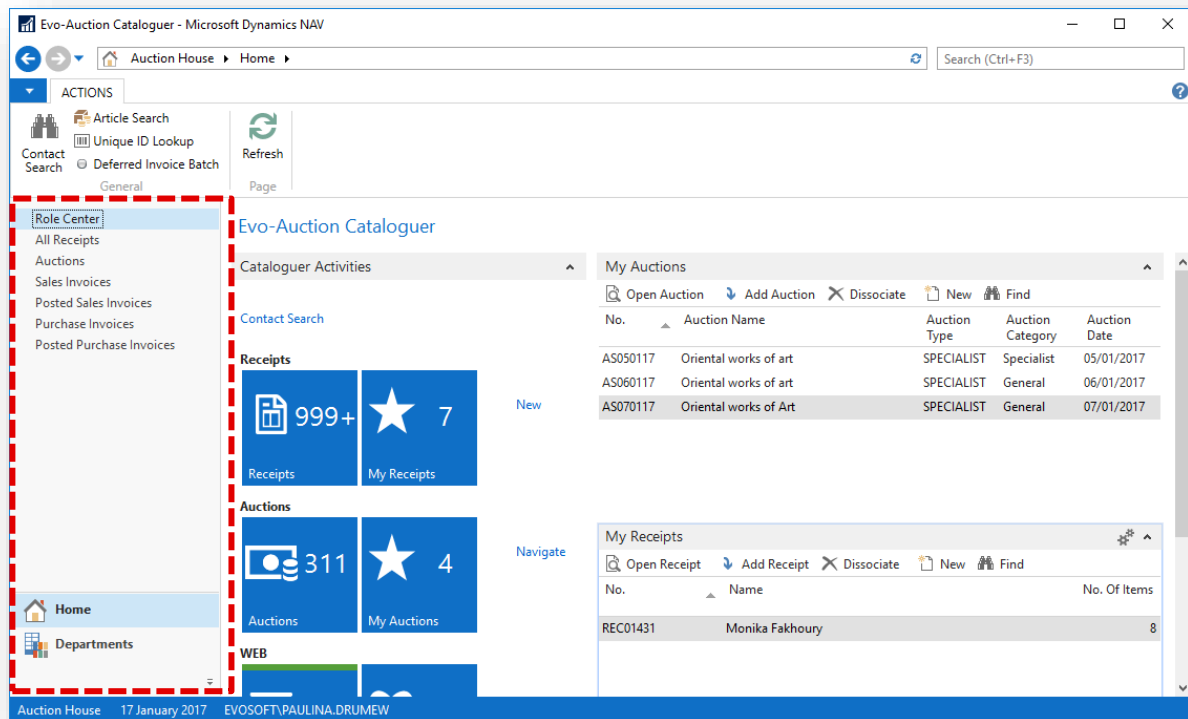 Evo-Auction Cataloguer - Microsoft Dynamics NAV
Auction House Home
Search (Ctrl+F3)
ACTIONS
Contact Search
Article Search
Unique ID Lookup
Deferred Invoice Batch
General
Refresh
Page
Role Center
All Receipts
Auctions
Sales Invoices
Posted Sales Invoices
Purchase Invoices
Posted Purchase Invoices
Home
Departments
Evo-Auction Cataloguer
Cataloguer Activities
Contact Search
Receipts
999+ 7 New
Receipts My Receipts
Auctions
311 4 Navigate
Auctions My Auctions
WEB
My Auctions
Open Auction Add Auction Dissociate New Find
No. Auction Name Auction Type Auction Category Auction Date
AS050117 Oriental works of art SPECIALIST Specialist 05/01/2017
AS060117 Oriental works of art SPECIALIST General 06/01/2017
AS070117 Oriental works of Art SPECIALIST General 07/01/2017
My Receipts
Open Receipt Add Receipt Dissociate New Find
No. Name No. Of Items
REC01431 Monika Fakhoury 8
Auction House 17 January 2017 EVOSOFT\PAULINA.DRUMEW